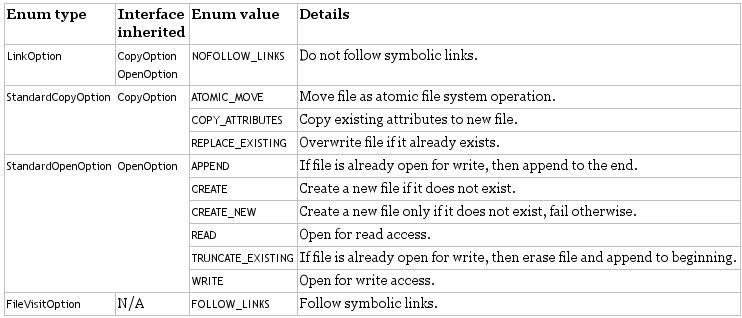 Enum type Interface inherited Enum value Details
LinkOption CopyOption OpenOption NOFOLLOW_LINKS Do not follow symbolic links.
StandardCopyOption CopyOption ATOMIC_MOVE Move file as atomic file system operation.
COPY_ATTRIBUTES Copy existing attributes to new file.
REPLACE_EXISTING Overwrite file if it already exists.
StandardOpenOption OpenOption APPEND If file is already open for write, then append to the end.
CREATE Create a new file if it does not exist.
CREATE_NEW Create a new file only if it does not exist, fail otherwise.
READ Open for read access.
TRUNCATE_EXISTING If file is already open for write, then erase file and append to beginning.
WRITE Open for write access.
FileVisitOption N/A FOLLOW_LINKS Follow symbolic links.